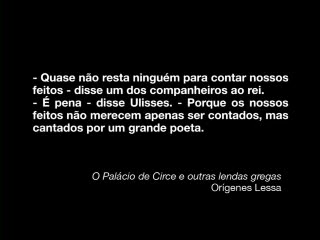 - Quase não resta ninguém para contar nossos
feitos - disse um dos companheiros ao rei.
- É pena - disse Ulisses. - Porque os nossos
feitos não merecem apenas ser contados, mas
cantados por um grande poeta.
O Palácio de Circe e outras lendas gregas
Orígenes Lessa